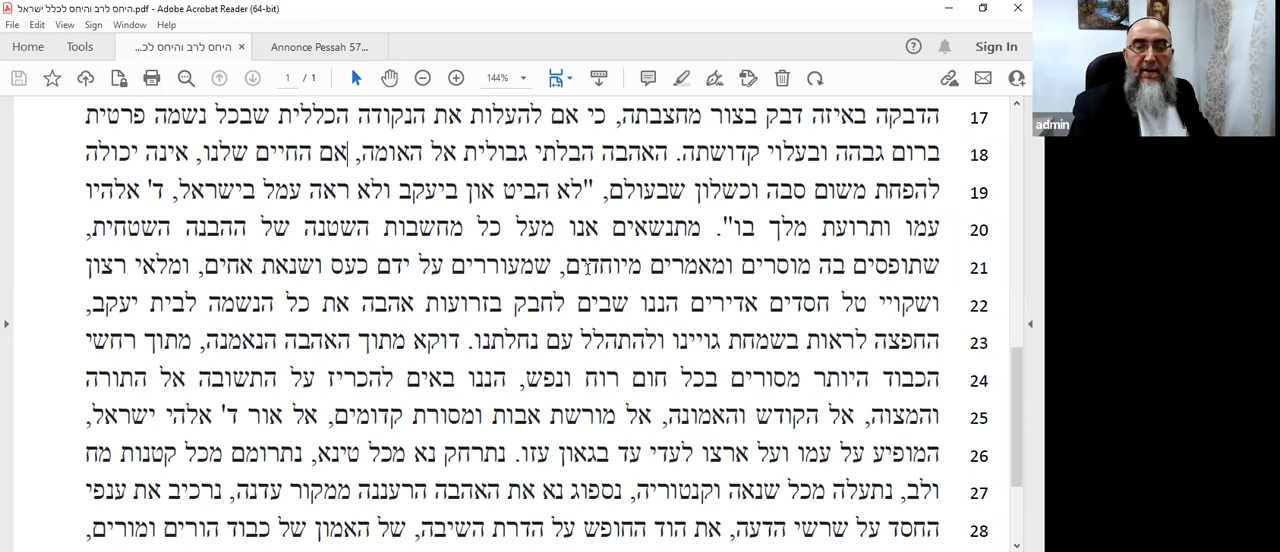 היחס לרב והיחס לכלל ישראל.pdf - Adobe Acrobat Reader (64-bit)
File Edit View Sign Window Help
Home Tools היחס לרב והיחס לכ... × Annonce Pessah 57... Sign In
1 / 1 144%
admin
17 הדבקה באיזה דבק בצור מחצבתה, כי אם להעלות את הנקודה הכללית שבכל נשמה פרטית
18 ברום גבהה ובעלוי קדושתה. האהבה הבלתי גבולית אל האומה, אם החיים שלנו, אינה יכולה
19 להפחת משום סבה וכשלון שבעולם, "לא הביט און ביעקב ולא ראה עמל בישראל, ד' אלהיו
20 עמו ותרועת מלך בו". מתנשאים אנו מעל כל מחשבות השטנה של ההבנה השטחית,
21 שתופסים בה מוסרים ומאמרים מיוחדים, שמעוררים על ידם כעס ושנאת אחים, ומלאי רצון
22 ושקויי טל חסדים אדירים הננו שבים לחבק בזרועות אהבה את כל הנשמה לבית יעקב,
23 החפצה לראות בשמחת גויינו ולהתהלל עם נחלתנו. דוקא מתוך האהבה הנאמנה, מתוך רחשי
24 הכבוד היותר מסורים בכל חום רוח ונפש, הננו באים להכריז על התשובה אל התורה
25 והמצוה, אל הקודש והאמונה, אל מורשת אבות ומסורת קדומים, אל אור ד' אלהי ישראל,
26 המופיע על עמו ועל ארצו לעדי עד בגאון עזו. נתרחק נא מכל טינא, נתרומם מכל קטנות מח
27 ולב, נתעלה מכל שנאה וקנטוריה, נספוג נא את האהבה הרעננה ממקור עדנה, נרכיב את ענפי
28 החסד על שרשי הדעה, את הוד החופש על הדרת השיבה, של האמון של כבוד הורים ומורים,